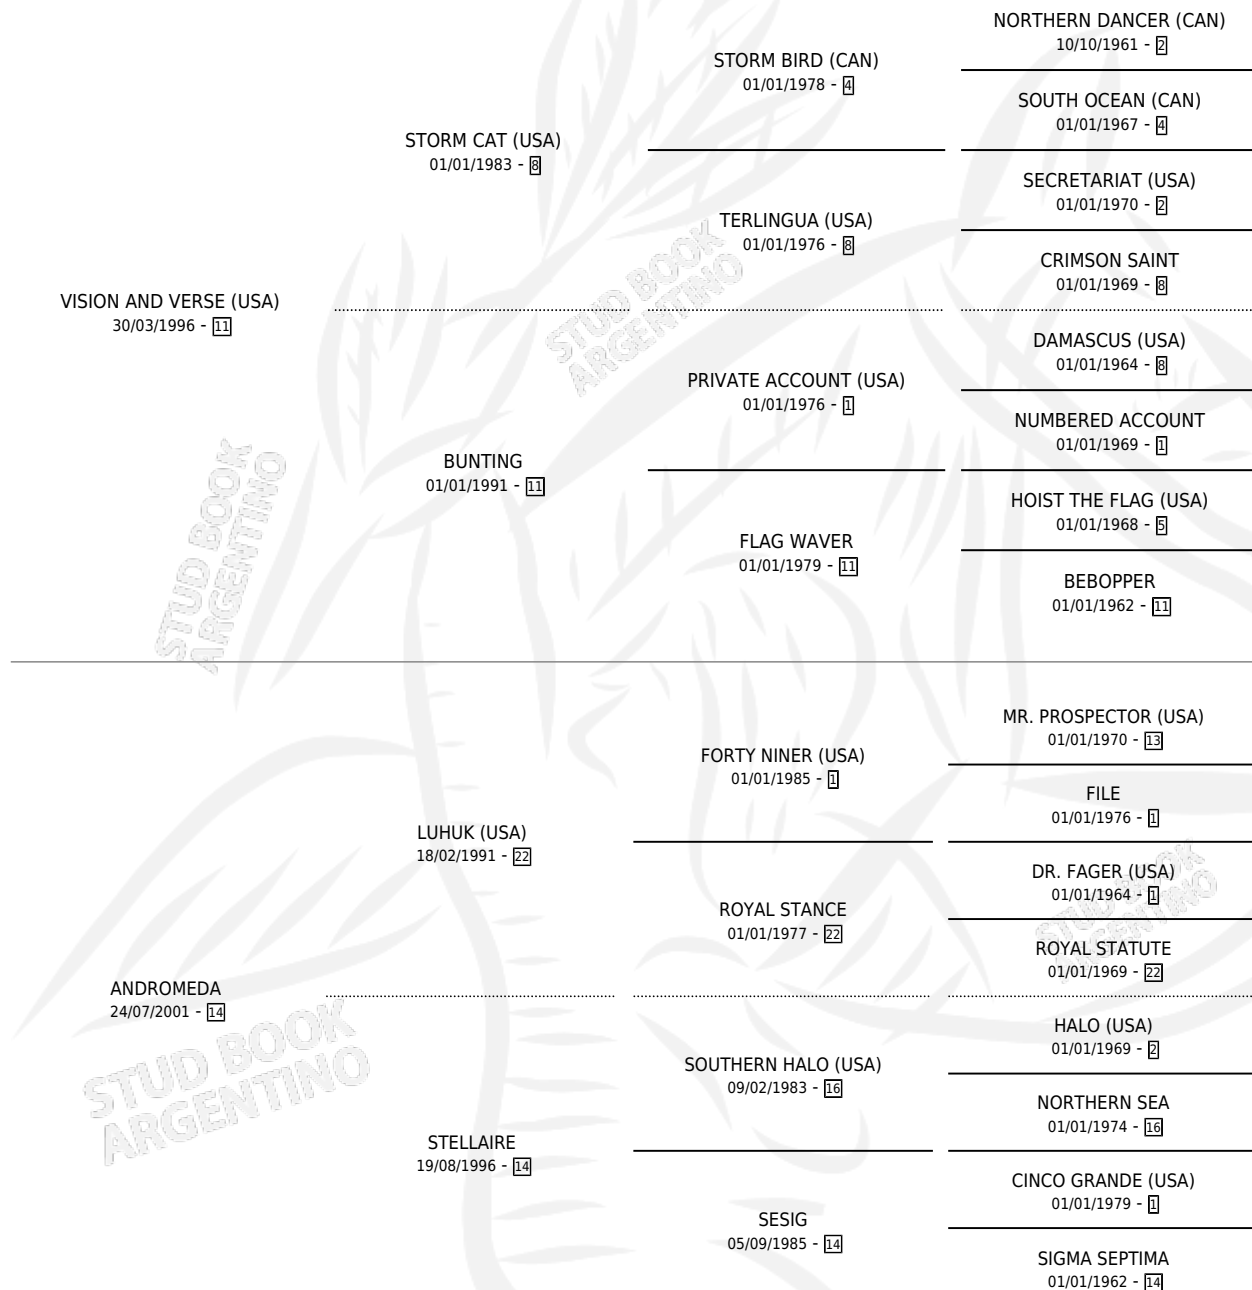 NORTHERN DANCER (CAN)
10/10/1961 - 2
STORM BIRD (CAN)
01/01/1978 - 4
SOUTH OCEAN (CAN)
01/01/1967 - 4
STORM CAT (USA)
01/01/1983 - 8
SECRETARIAT (USA)
01/01/1970 - 2
TERLINGUA (USA)
01/01/1976 - 8
CRIMSON SAINT
01/01/1969 - 8
VISION AND VERSE (USA)
30/03/1996 - 11
DAMASCUS (USA)
01/01/1964 - 8
PRIVATE ACCOUNT (USA)
01/01/1976 - 1
NUMBERED ACCOUNT
01/01/1969 - 1
BUNTING
01/01/1991 - 11
HOIST THE FLAG (USA)
01/01/1968 - 5
FLAG WAVER
01/01/1979 - 11
BEBOPPER
01/01/1962 - 11
MR. PROSPECTOR (USA)
01/01/1970 - 13
FORTY NINER (USA)
01/01/1985 - 1
FILE
01/01/1976 - 1
LUHUK (USA)
18/02/1991 - 22
DR. FAGER (USA)
01/01/1964 - 1
ROYAL STANCE
01/01/1977 - 22
ROYAL STATUTE
01/01/1969 - 22
ANDROMEDA
24/07/2001 - 14
HALO (USA)
01/01/1969 - 2
SOUTHERN HALO (USA)
09/02/1983 - 16
NORTHERN SEA
01/01/1974 - 16
STELLAIRE
19/08/1996 - 14
CINCO GRANDE (USA)
01/01/1979 - 1
SESIG
05/09/1985 - 14
SIGMA SEPTIMA
01/01/1962 - 14
STUD BOOK
ARGENTINO
STUD BOOK
ARGENTINO
STUD BOOK
ARGENTINO
STUD BOOK
ARGENTINO